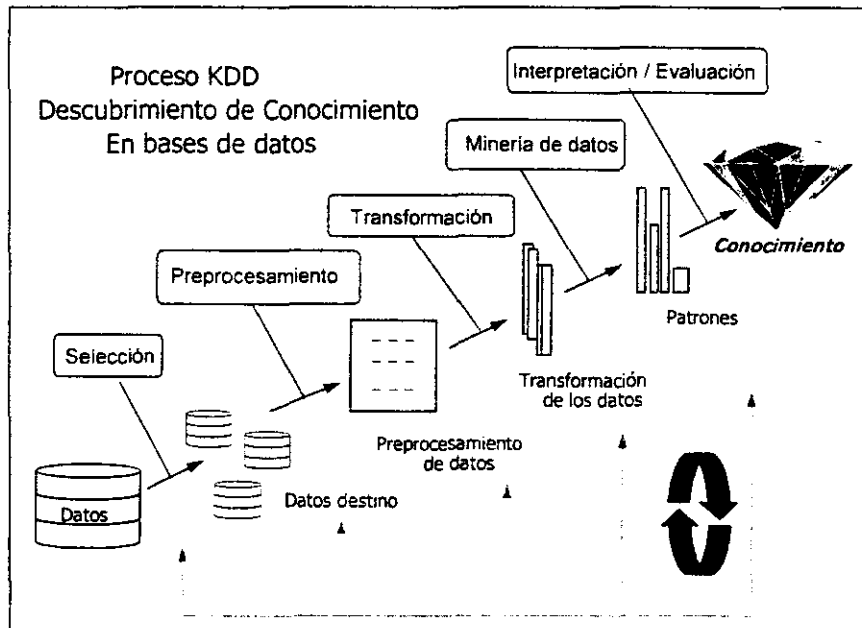 Proceso KDD
Descubrimiento de Conocimiento
En bases de datos
Interpretación / Evaluación
Minería de datos
Transformación
Preprocesamiento
Selección
Conocimiento
Patrones
Transformación
de los datos
Preprocesamiento
de datos
Datos destino
Datos